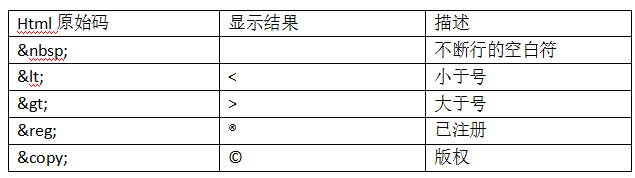 Html 原始码 显示结果 描述
&nbsp; 不断行的空白符
&lt; < 小于号
&gt; > 大于号
&reg; ® 已注册
&copy; © 版权